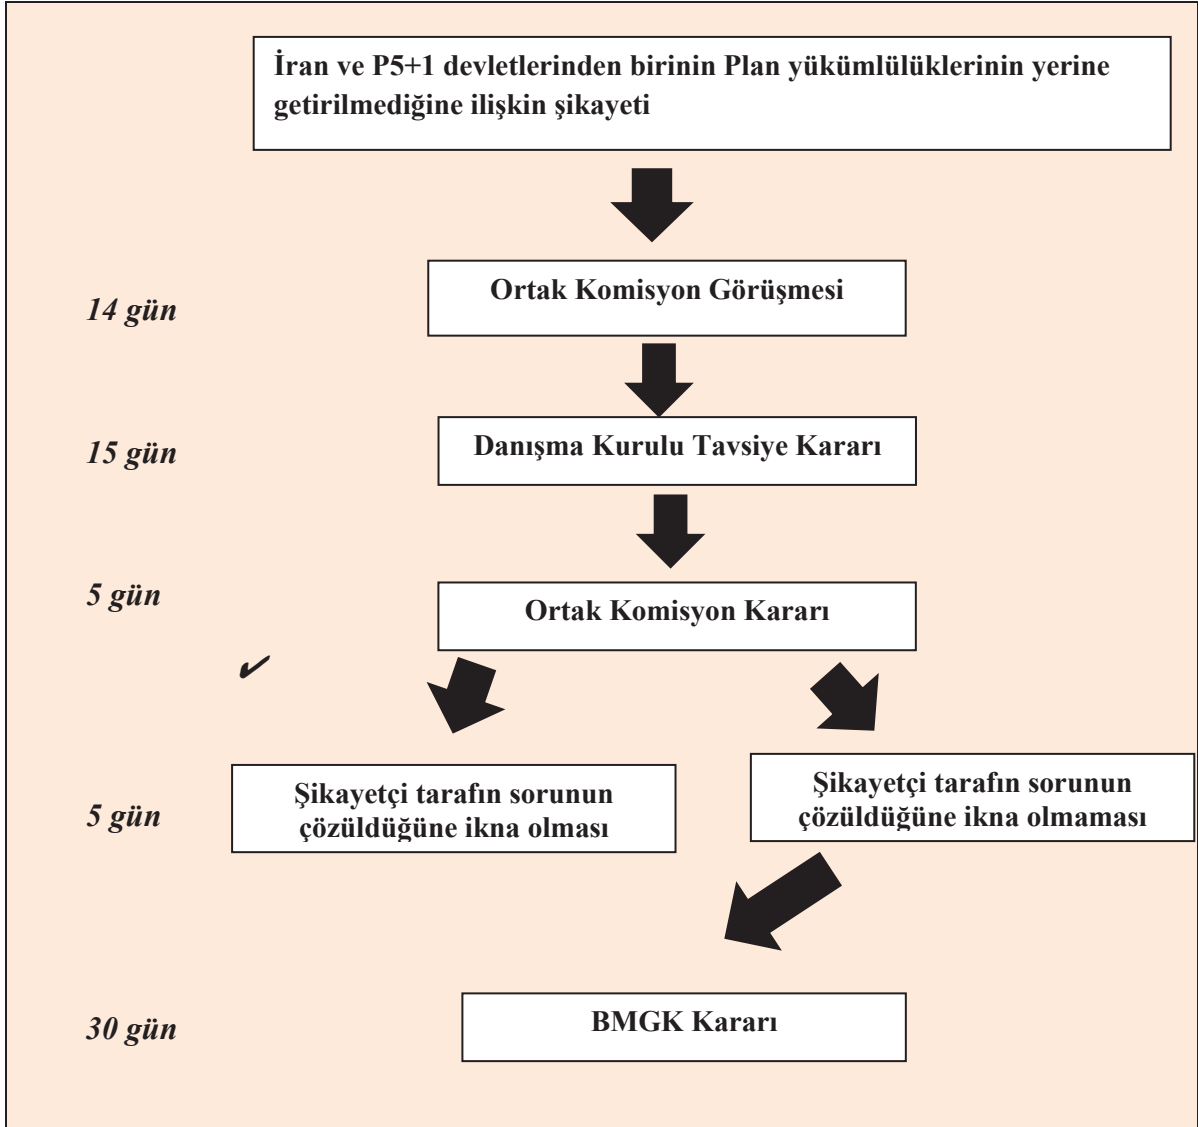 İran ve P5+1 devletlerinden birinin Plan yükümlülüklerinin yerine
getirilmediğine ilişkin şikayeti
14 gün
Ortak Komisyon Görüşmesi
15 gün
Danışma Kurulu Tavsiye Kararı
5 gün
Ortak Komisyon Kararı
✔
5 gün
Şikayetçi tarafın sorunun
çözüldüğüne ikna olması
Şikayetçi tarafın sorunun
çözüldüğüne ikna olmaması
30 gün
BMGK Kararı